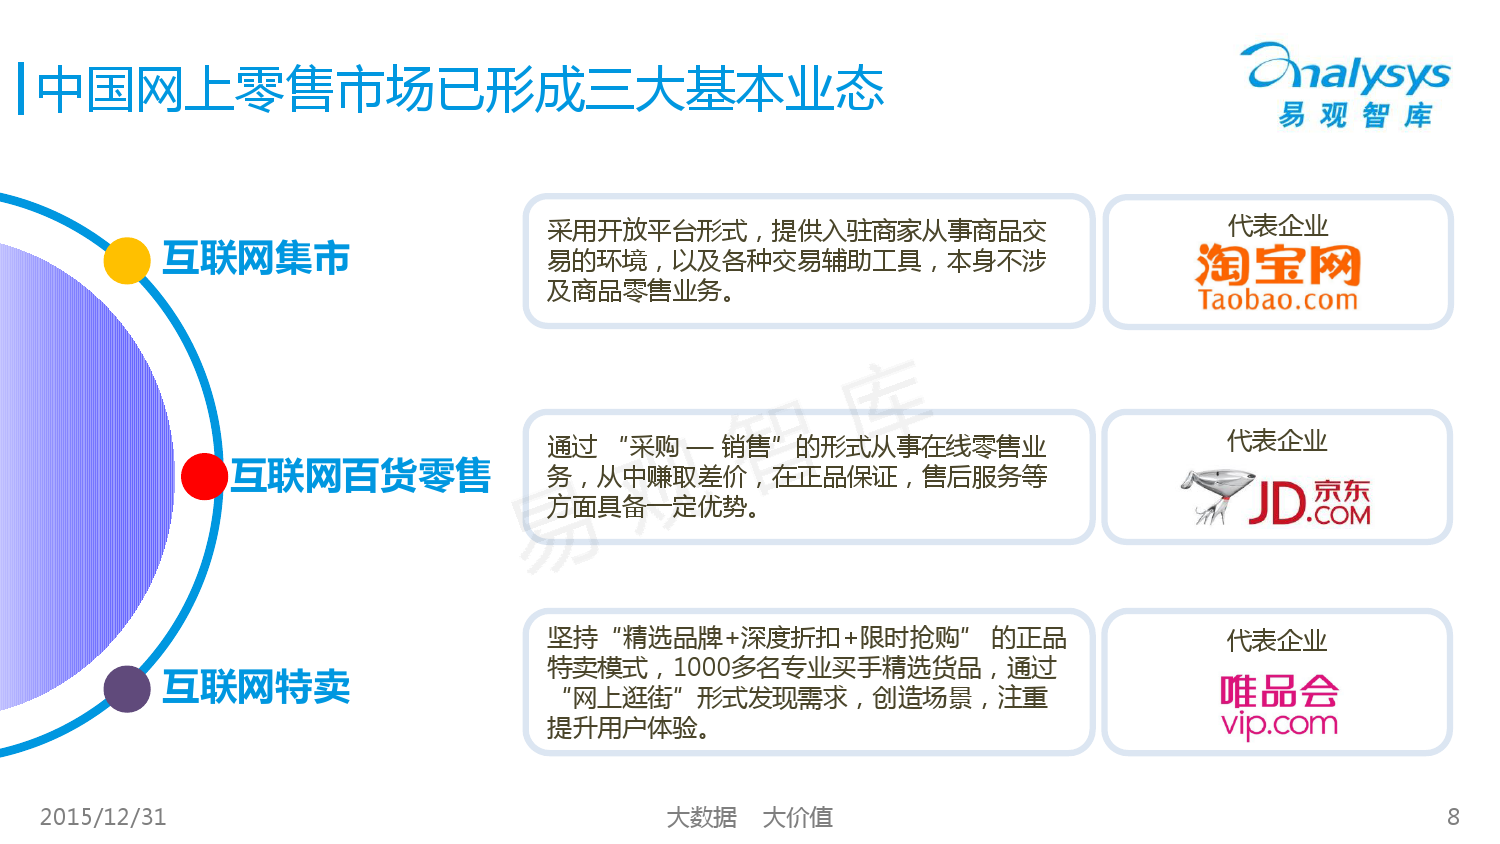 中国网上零售市场已形成三大基本业态
analysys
易观智库
互联网集市
采用开放平台形式，提供入驻商家从事商品交
易的环境，以及各种交易辅助工具，本身不涉
及商品零售业务。
代表企业
淘宝网
Taobao.com
互联网百货零售
通过 “采购 — 销售” 的形式从事在线零售业
务，从中赚取差价，在正品保证，售后服务等
方面具备一定优势。
代表企业
JD.COM 京东
互联网特卖
坚持 “精选品牌+深度折扣+限时抢购” 的正品
特卖模式，1000多名专业买手精选货品，通过
“网上逛街” 形式发现需求，创造场景，注重
提升用户体验。
代表企业
唯品会
vip.com
易观智库
2015/12/31
大数据 大价值
8